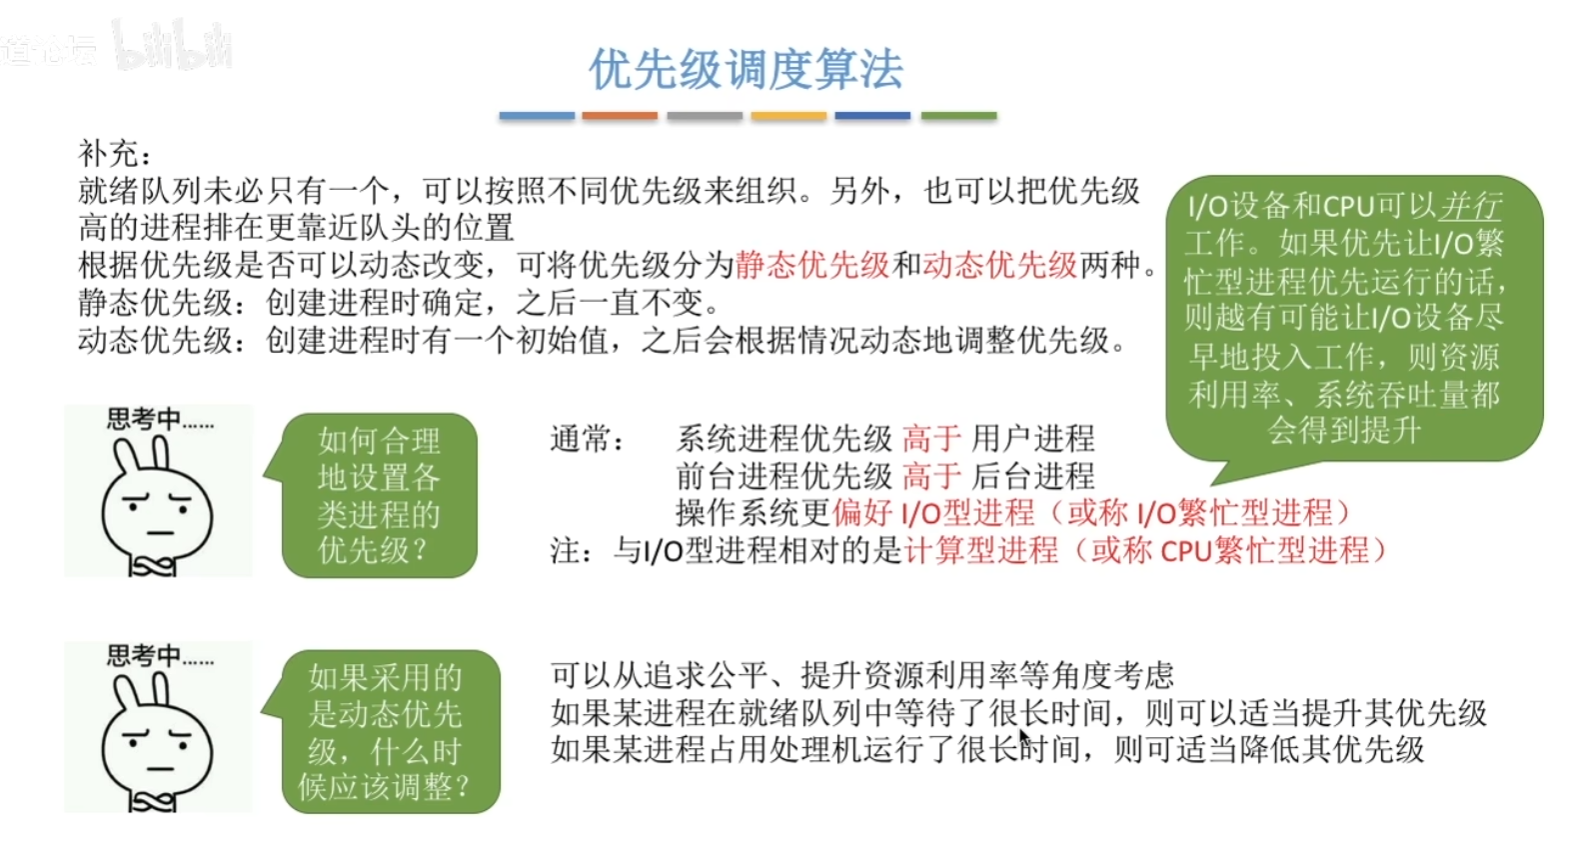 道论坛 bilibili
优先级调度算法
补充：
就绪队列未必只有一个，可以按照不同优先级来组织。另外，也可以把优先级
高的进程排在更靠近队头的位置
根据优先级是否可以动态改变，可将优先级分为静态优先级和动态优先级两种。
静态优先级：创建进程时确定，之后一直不变。
动态优先级：创建进程时有一个初始值，之后会根据情况动态地调整优先级。
I/O设备和CPU可以并行
工作。如果优先让I/O繁
忙型进程优先运行的话，
则越有可能让I/O设备尽
早地投入工作，则资源
利用率、系统吞吐量都
会得到提升
思考中......
如何合理
地设置各
类进程的
优先级？
通常： 系统进程优先级 高于 用户进程
前台进程优先级 高于 后台进程
操作系统更偏好 I/O型进程（或称 I/O繁忙型进程）
注：与I/O型进程相对的是计算型进程（或称 CPU繁忙型进程）
思考中......
如果采用的
是动态优先
级，什么时
候应该调整？
可以从追求公平、提升资源利用率等角度考虑
如果某进程在就绪队列中等待了很长时间，则可以适当提升其优先级
如果某进程占用处理机运行了很长时间，则可适当降低其优先级